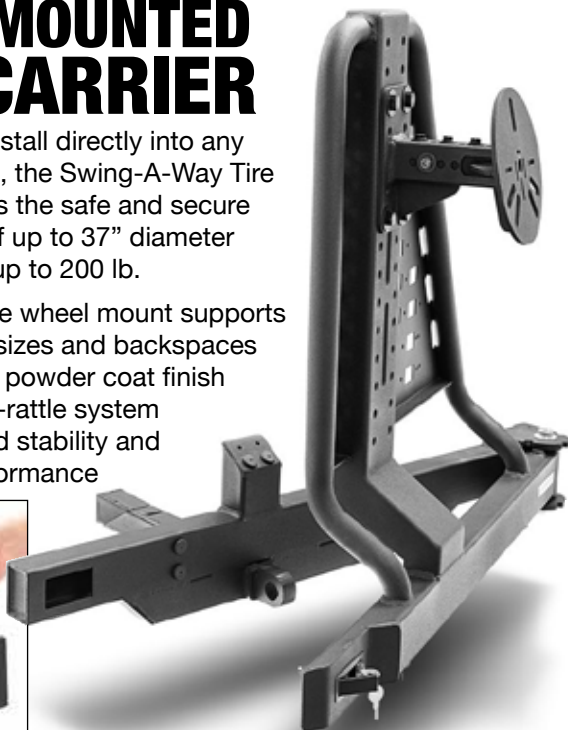 MOUNTED
CARRIER
stall directly into any
, the Swing-A-Way Tire
s the safe and secure
f up to 37” diameter
up to 200 lb.
e wheel mount supports
sizes and backspaces
powder coat finish
-rattle system
d stability and
ormance